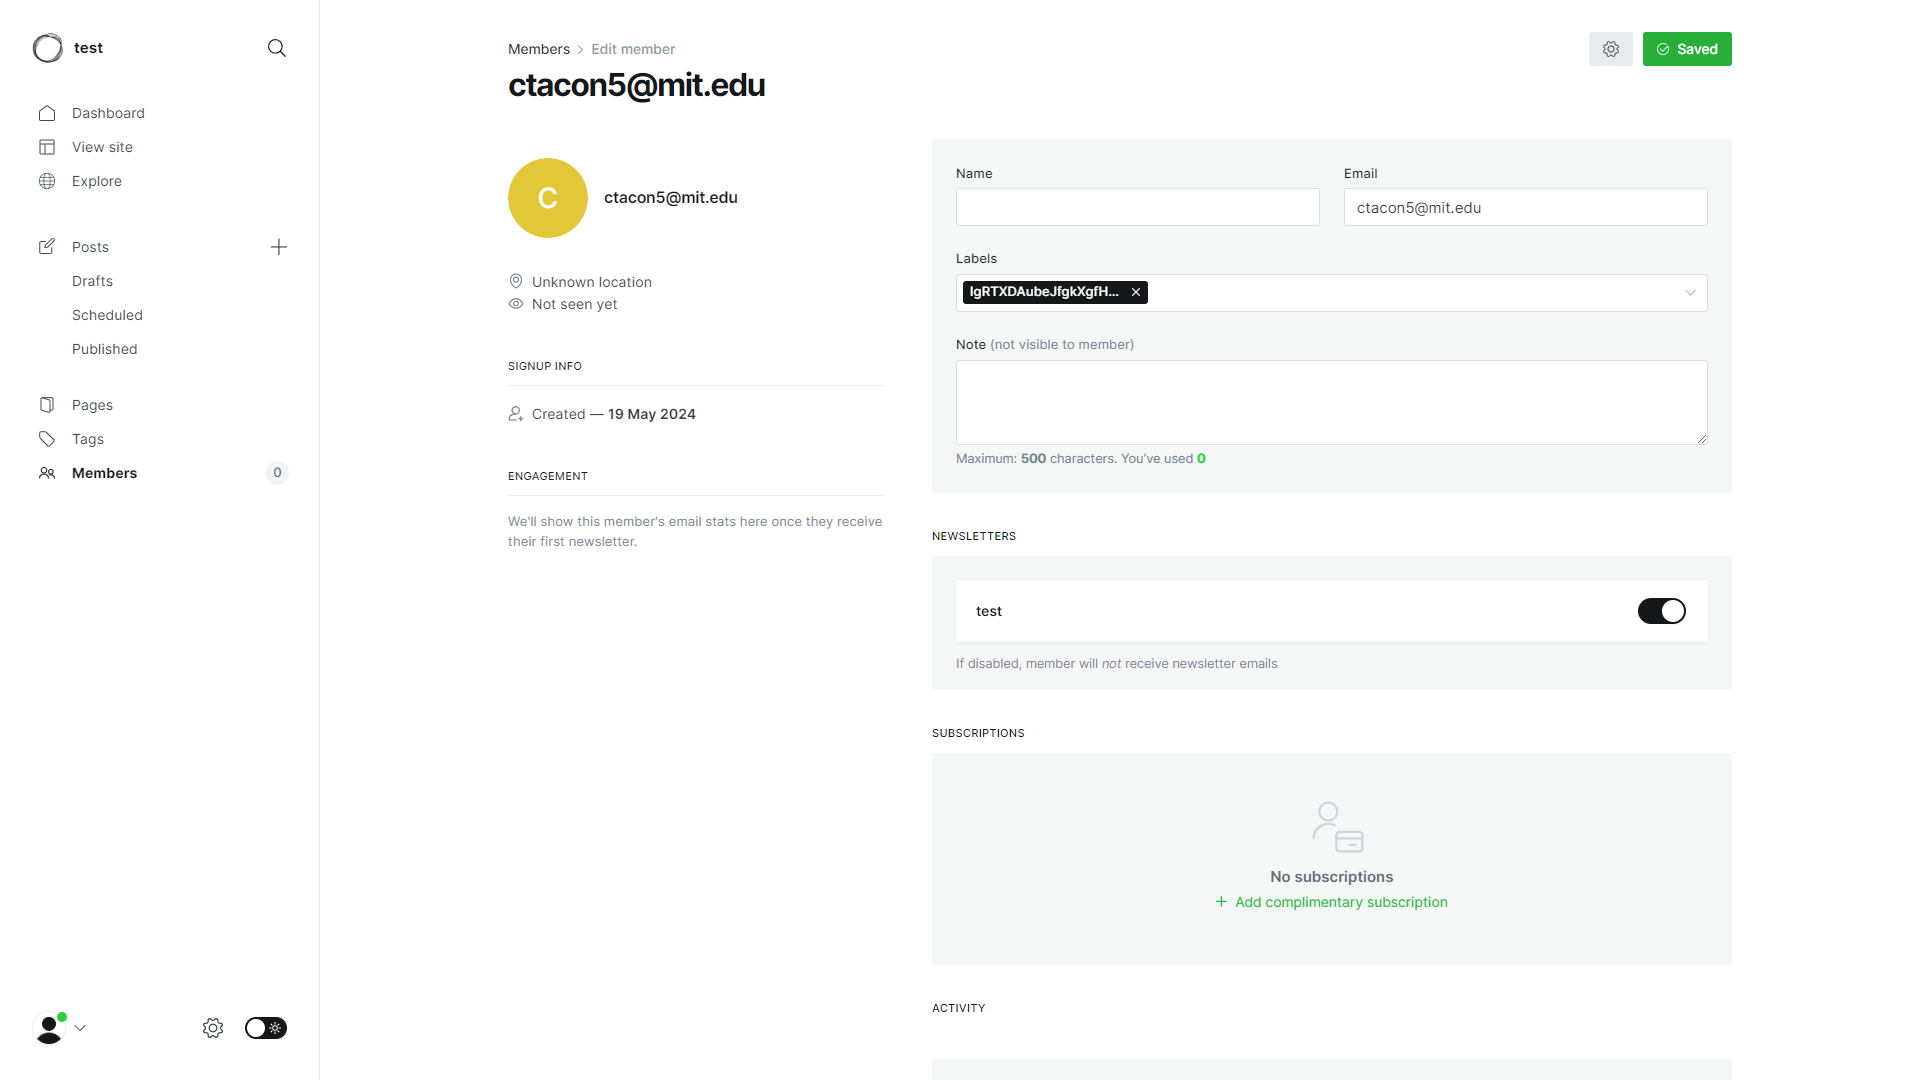 test
Dashboard
View site
Explore
Posts
Drafts
Scheduled
Published
Pages
Tags
Members
0
Members > Edit member
ctacon5@mit.edu
Saved
C
ctacon5@mit.edu
Unknown location
Not seen yet
SIGNUP INFO
Created — 19 May 2024
ENGAGEMENT
We'll show this member's email stats here once they receive
their first newsletter.
Name
Email
ctacon5@mit.edu
Labels
IgRTXDAubeJfgkXgfH...
Note (not visible to member)
Maximum: 500 characters. You've used 0
NEWSLETTERS
test
If disabled, member will not receive newsletter emails
SUBSCRIPTIONS
No subscriptions
+ Add complimentary subscription
ACTIVITY